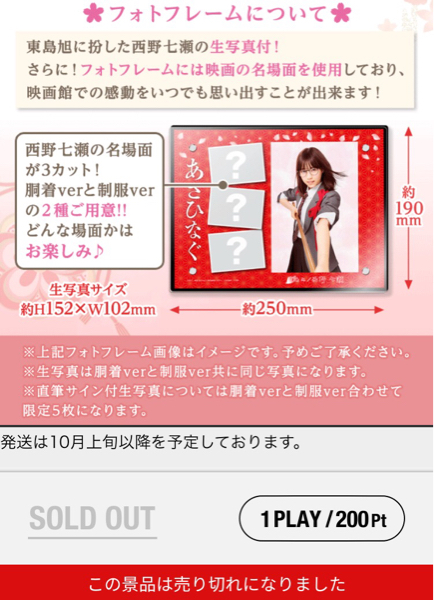 フォトフレームについて
東島旭に扮した西野七瀬の生写真付！
さらに！フォトフレームには映画の名場面を使用しており、
映画館での感動をいつでも思い出すことが出来ます！
西野七瀬の名場面
が3カット！
胴着verと制服ver
の2種ご用意!!
どんな場面かは
お楽しみ♪
あさひなぐ
?
?
?
約
190mm
生写真サイズ
約H152×W102mm
約250mm
※上記フォトフレーム画像はイメージです。予めご了承ください。
※生写真は胴着verと制服ver共に同じ写真になります。
※直筆サイン付生写真については胴着verと制服ver合わせて
限定5枚になります。
発送は10月上旬以降を予定しております。
SOLD OUT
1 PLAY / 200 Pt
この景品は売り切れになりました